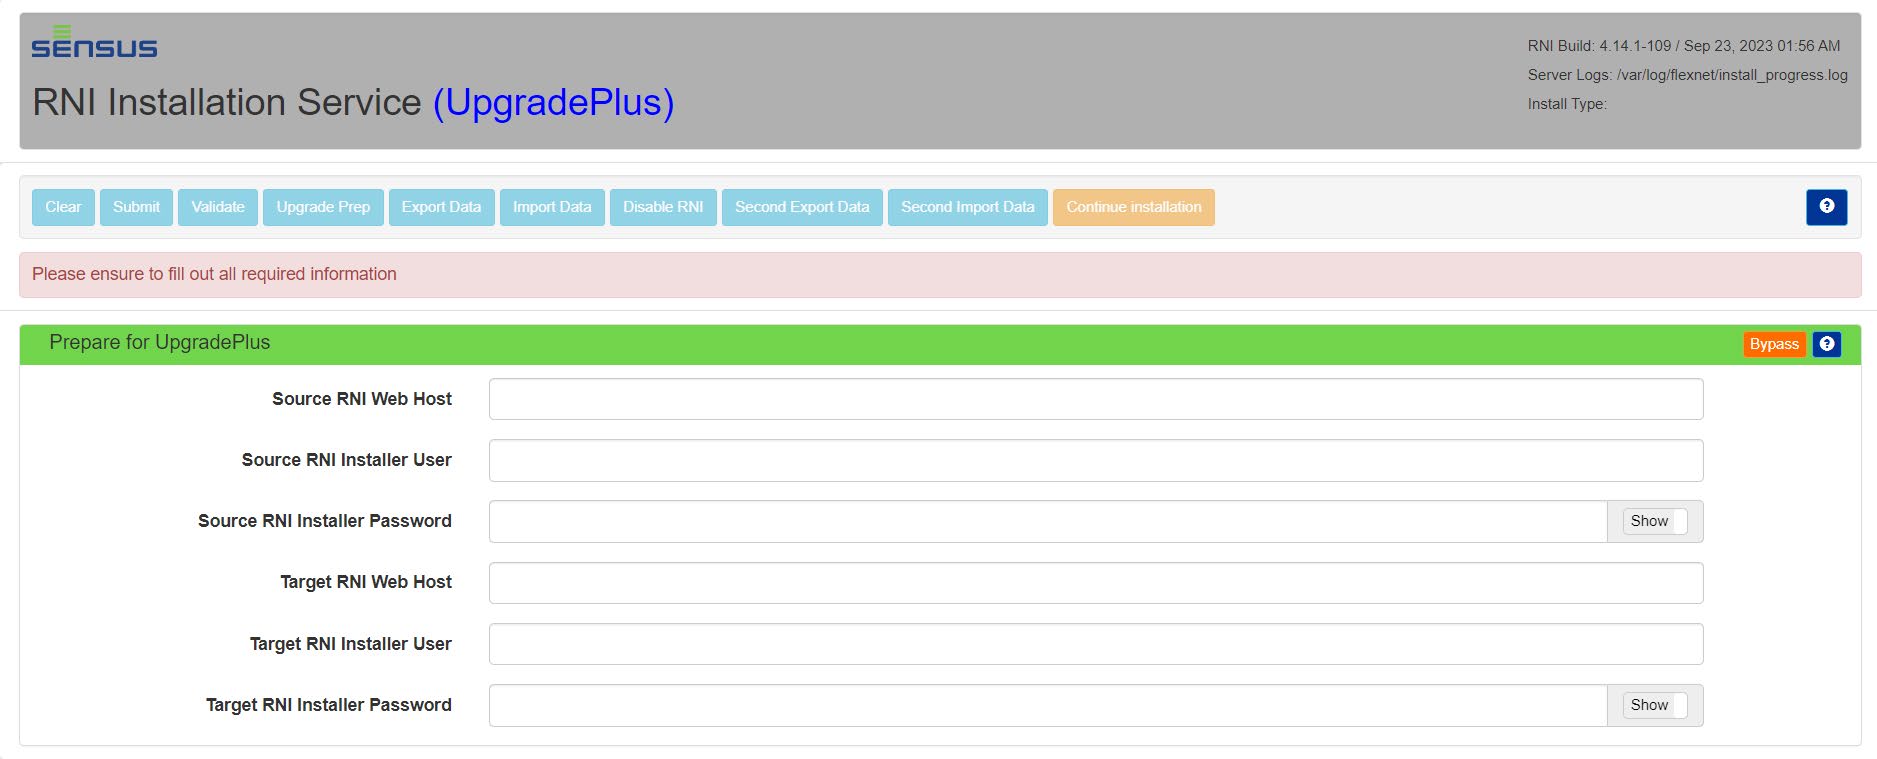 sensus
RNI Installation Service (UpgradePlus)
RNI Build: 4.14.1-109 / Sep 23, 2023 01:56 AM
Server Logs: /var/log/flexnet/install_progress.log
Install Type:
Clear Submit Validate Upgrade Prep Export Data Import Data Disable RNI Second Export Data Second Import Data Continue installation ?
Please ensure to fill out all required information
Prepare for UpgradePlus Bypass ?
Source RNI Web Host
Source RNI Installer User
Source RNI Installer Password Show
Target RNI Web Host
Target RNI Installer User
Target RNI Installer Password Show